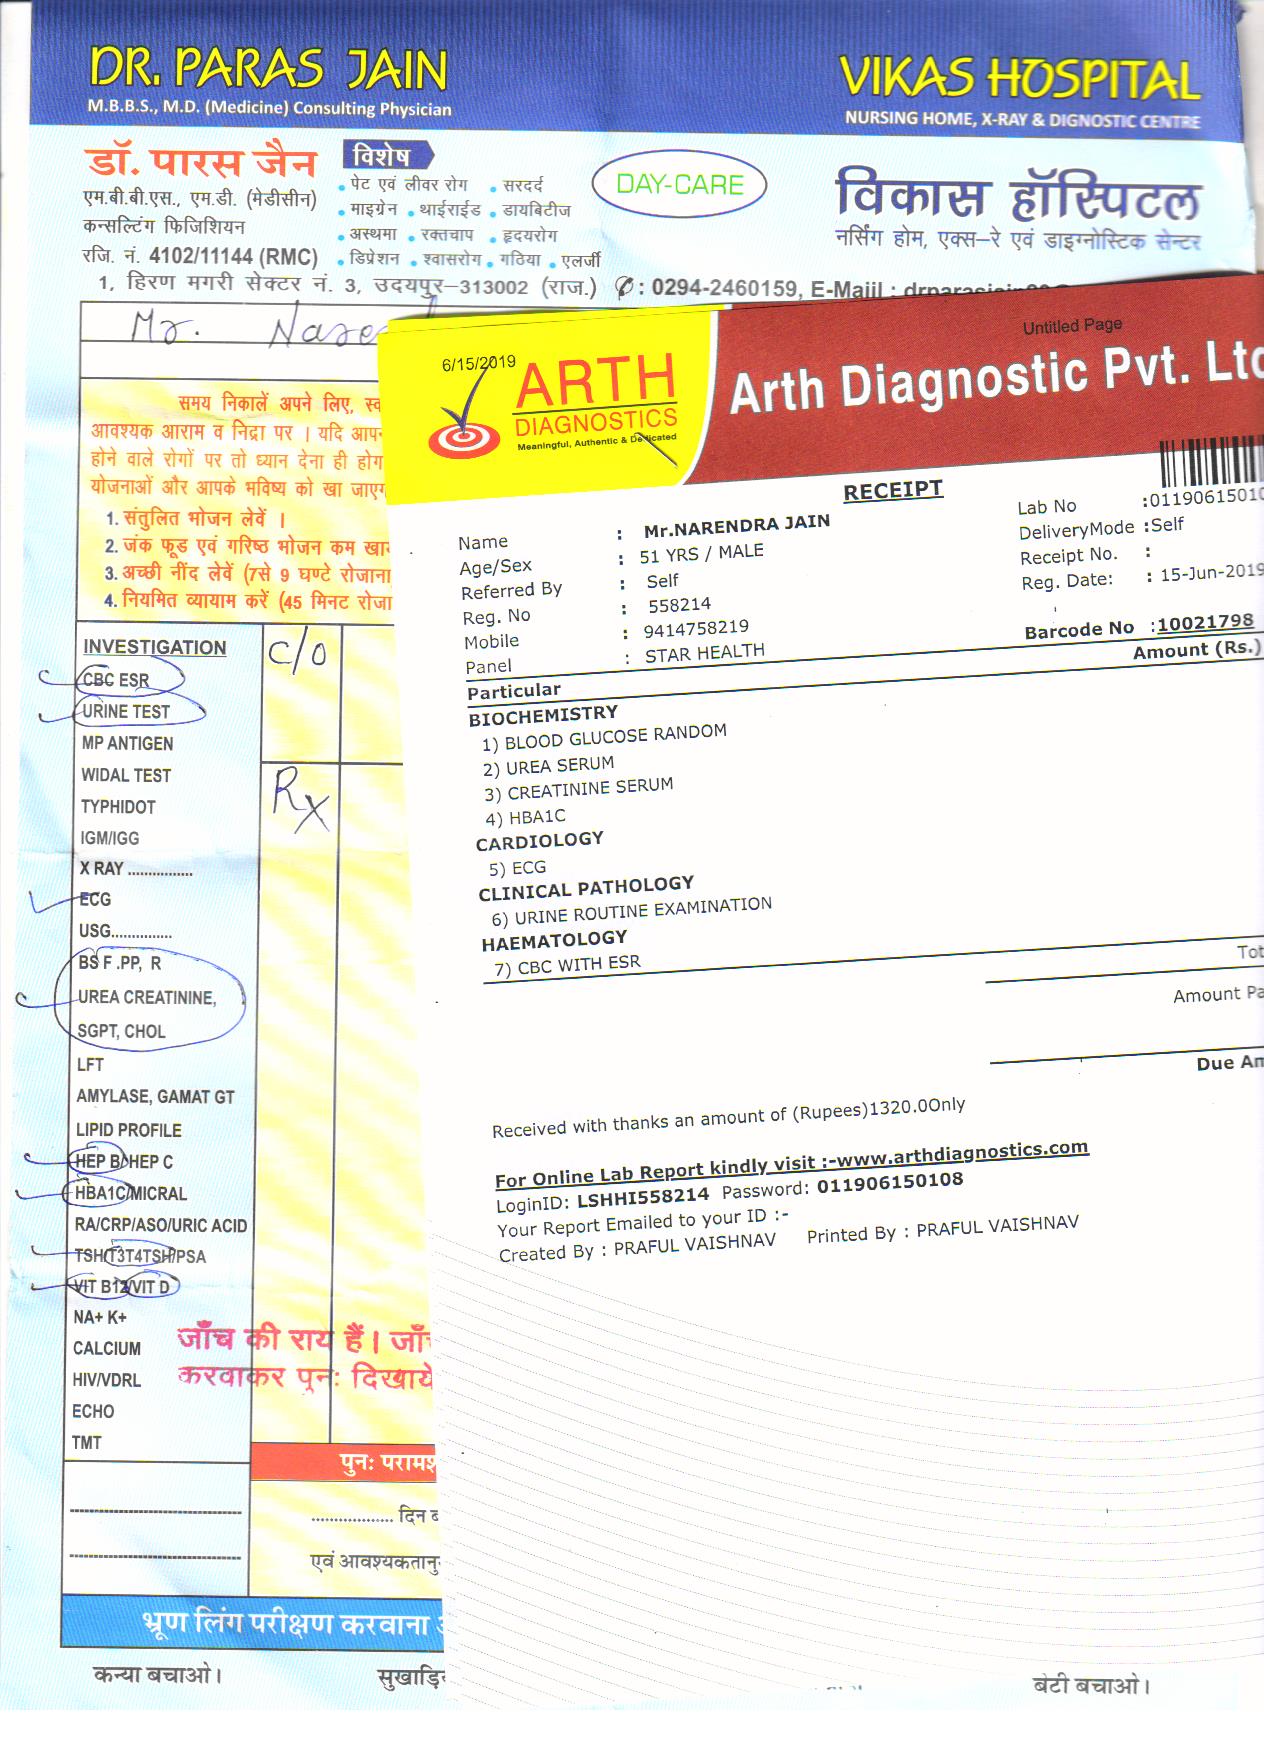 DR. PARAS JAIN
M.B.B.S., M.D. (Medicine) Consulting Physician
VIKAS HOSPITAL
NURSING HOME, X-RAY & DIGNOSTIC CENTRE
डॉ. पारस जैन
एम.बी.बी.एस., एम.डी. (मेडीसीन)
कन्सल्टिंग फिजिशियन
रजि. नं. 4102/11144 (RMC)
विशेष
• पेट एवं लीवर रोग • सरदर्द
• माइग्रेन • थाईराईड • डायबिटीज
• अस्थमा • रक्तचाप • हृदयरोग
• डिप्रेशन • श्वासरोग • गठिया • एलर्जी
DAY-CARE
विकास हॉस्पिटल
नर्सिंग होम, एक्स-रे एवं डाइग्नोस्टिक सेन्टर
1, हिरण मगरी सेक्टर नं. 3, उदयपुर-313002 (राज.) ✆: 0294-2460159, E-Maiil :
Mr.
समय निकालें अपने लिए,
आवश्यक आराम व निद्रा पर । यदि
होने वाले रोगों पर तो ध्यान देना ही
योजनाओं और आपके भविष्य को खा
1. संतुलित भोजन लेवें ।
2. जंक फूड एवं गरिष्ठ भोजन कम
3. अच्छी नींद लेवें (7से 9 घण्टे रोजाना
4. नियमित व्यायाम करें (45 मिनट
INVESTIGATION
CBC ESR
URINE TEST
MP ANTIGEN
WIDAL TEST
TYPHIDOT
IGM/IGG
X RAY ................
ECG
USG...............
BS F .PP, R
UREA CREATININE,
SGPT, CHOL
LFT
AMYLASE, GAMAT GT
LIPID PROFILE
HEP B/HEP C
HBA1C/MICRAL
RA/CRP/ASO/URIC ACID
TSH/T3T4TSH/PSA
VIT B12/VIT D
NA+ K+
CALCIUM
HIV/VDRL
ECHO
TMT
C/O
Rx
जाँच की राय हैं।
करवाकर पुनः दिखायें
पुनः
.................. दिन
एवं
भ्रूण लिंग परीक्षण करवाना
कन्या बचाओ।
बेटी बचाओ।
6/15/2019
Untitled Page
ARTH
DIAGNOSTICS
Meaningful, Authentic & Dedicated
Arth Diagnostic Pvt.
RECEIPT
Name : Mr.NARENDRA JAIN
Age/Sex : 51 YRS / MALE
Referred By : Self
Reg. No : 558214
Mobile : 9414758219
Panel : STAR HEALTH
Lab No :01190615010
DeliveryMode :Self
Receipt No. :
Reg. Date: : 15-Jun-2019
Barcode No :10021798
Particular Amount (Rs.)
BIOCHEMISTRY
1) BLOOD GLUCOSE RANDOM
2) UREA SERUM
3) CREATININE SERUM
4) HBA1C
CARDIOLOGY
5) ECG
CLINICAL PATHOLOGY
6) URINE ROUTINE EXAMINATION
HAEMATOLOGY
7) CBC WITH ESR
Amount
Due
Received with thanks an amount of (Rupees)1320.0Only
For Online Lab Report kindly visit :-www.arthdiagnostics.com
LoginID: LSHHI558214 Password: 011906150108
Your Report Emailed to your ID :-
Created By : PRAFUL VAISHNAV Printed By : PRAFUL VAISHNAV